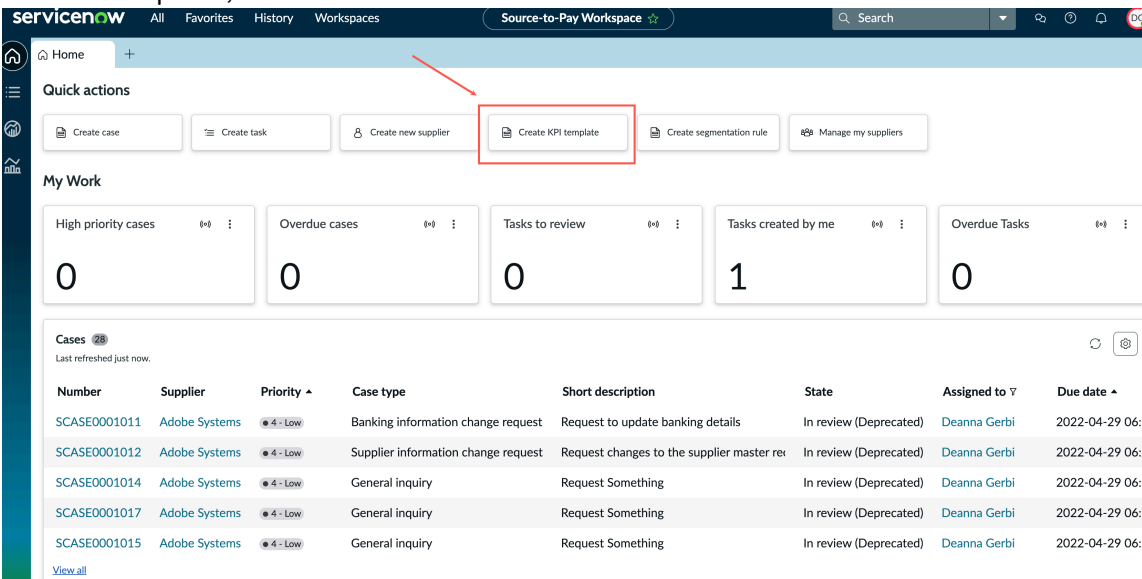 servicenow All Favorites History Workspaces Source-to-Pay Workspace Search
Home
Quick actions
Create case Create task Create new supplier Create KPI template Create segmentation rule Manage my suppliers
My Work
High priority cases Overdue cases Tasks to review Tasks created by me Overdue Tasks
0 0 0 1 0
Cases 28
Last refreshed just now.
Number Supplier Priority Case type Short description State Assigned to Due date
SCASE0001011 Adobe Systems 4 - Low Banking information change request Request to update banking details In review (Deprecated) Deanna Gerbi 2022-04-29 06:
SCASE0001012 Adobe Systems 4 - Low Supplier information change request Request changes to the supplier master rec In review (Deprecated) Deanna Gerbi 2022-04-29 06:
SCASE0001014 Adobe Systems 4 - Low General inquiry Request Something In review (Deprecated) Deanna Gerbi 2022-04-29 06:
SCASE0001017 Adobe Systems 4 - Low General inquiry Request Something In review (Deprecated) Deanna Gerbi 2022-04-29 06:
SCASE0001015 Adobe Systems 4 - Low General inquiry Request Something In review (Deprecated) Deanna Gerbi 2022-04-29 06:
View all